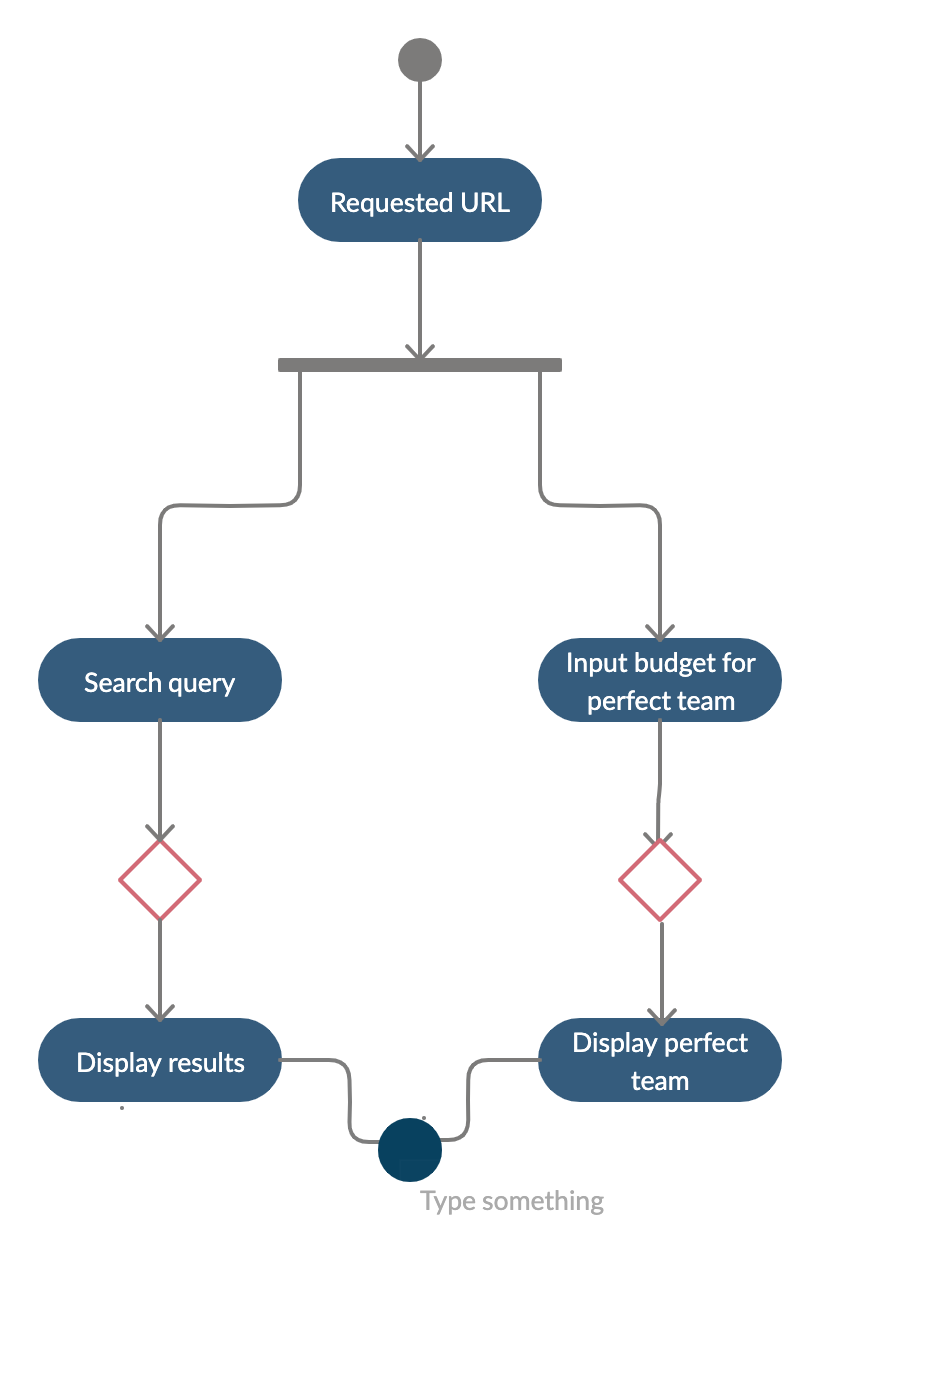 Requested URL
Search query
Input budget for
perfect team
Display results
Display perfect
team
Type something